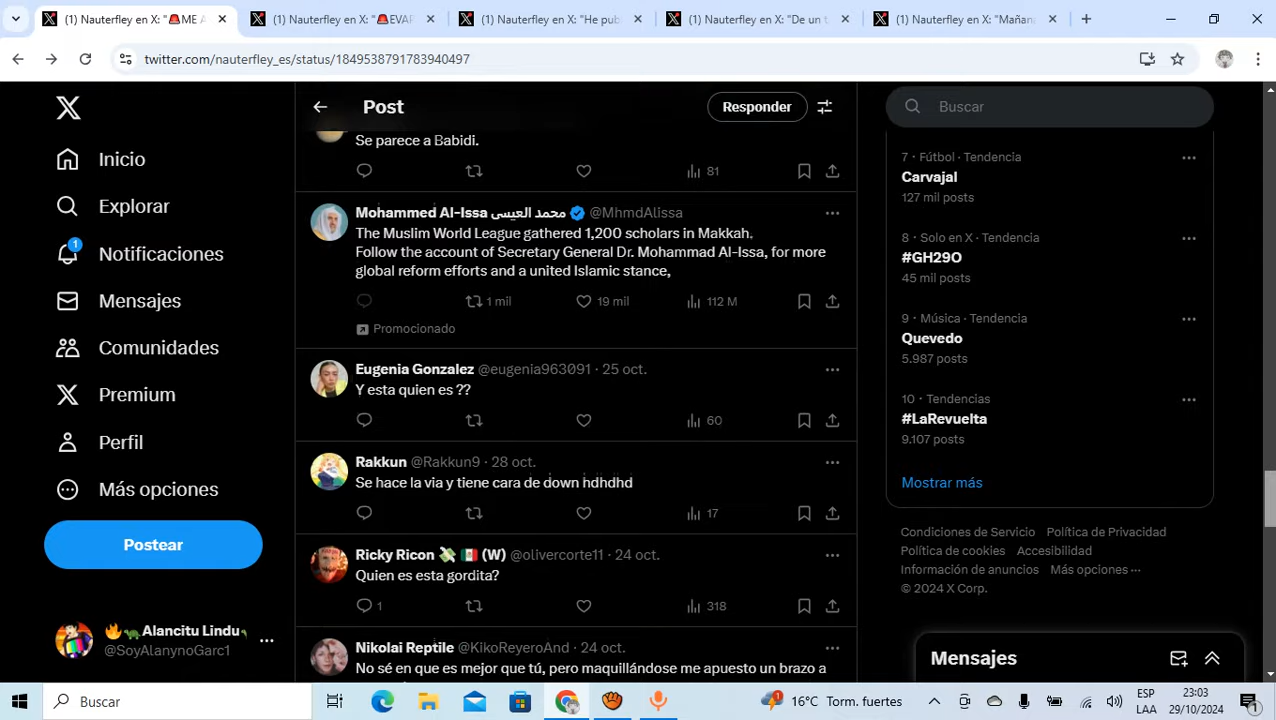 (1) Nauterfley en X: "🚨ME A
(1) Nauterfley en X: "🚨EVAF
(1) Nauterfley en X: "He pub
(1) Nauterfley en X: "De un t
(1) Nauterfley en X: "Mañana
twitter.com/nauterfley_es/status/1849538791783940497
Inicio
Explorar
1
Notificaciones
Mensajes
Comunidades
Premium
Perfil
Más opciones
Postear
🔥🐢Alancitu Lindu
@SoyAlanynoGarc1
Post
Responder
Se parece a Babidi.
81
Mohammed Al-Issa محمد العيسى @MhmdAlissa
The Muslim World League gathered 1,200 scholars in Makkah.
Follow the account of Secretary General Dr. Mohammad Al-Issa, for more
global reform efforts and a united Islamic stance,
1 mil 19 mil 112 M
Promocionado
Eugenia Gonzalez @eugenia963091 · 25 oct.
Y esta quien es ??
60
Rakkun @Rakkun9 · 28 oct.
Se hace la via y tiene cara de down hdhdhd
17
Ricky Ricon 💸 🇲🇽 (W) @olivercorte11 · 24 oct.
Quien es esta gordita?
1 318
Nikolai Reptile @KikoReyeroAnd · 24 oct.
No sé en que es mejor que tú, pero maquillándose me apuesto un brazo a
Buscar
7 · Fútbol · Tendencia
Carvajal
127 mil posts
8 · Solo en X · Tendencia
#GH29O
45 mil posts
9 · Música · Tendencia
Quevedo
5.987 posts
10 · Tendencias
#LaRevuelta
9.107 posts
Mostrar más
Condiciones de Servicio Política de Privacidad
Política de cookies Accesibilidad
Información de anuncios Más opciones ···
© 2024 X Corp.
Mensajes
Buscar
16°C Torm. fuertes
ESP
LAA
23:03
29/10/2024
1